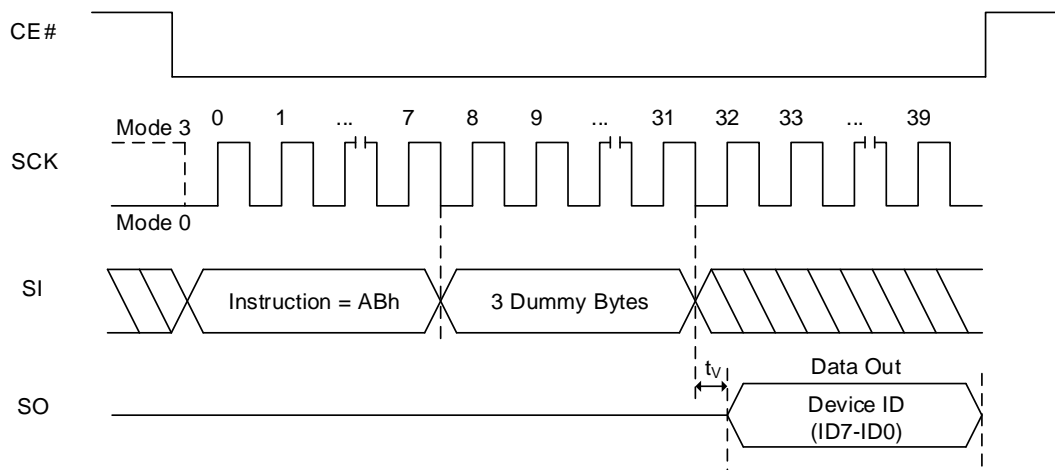 CE#
0 1 ... 7 8 9 ... 31 32 33 ... 39
Mode 3
SCK
Mode 0
SI
Instruction = ABh
3 Dummy Bytes
tV
Data Out
SO
Device ID
(ID7-ID0)